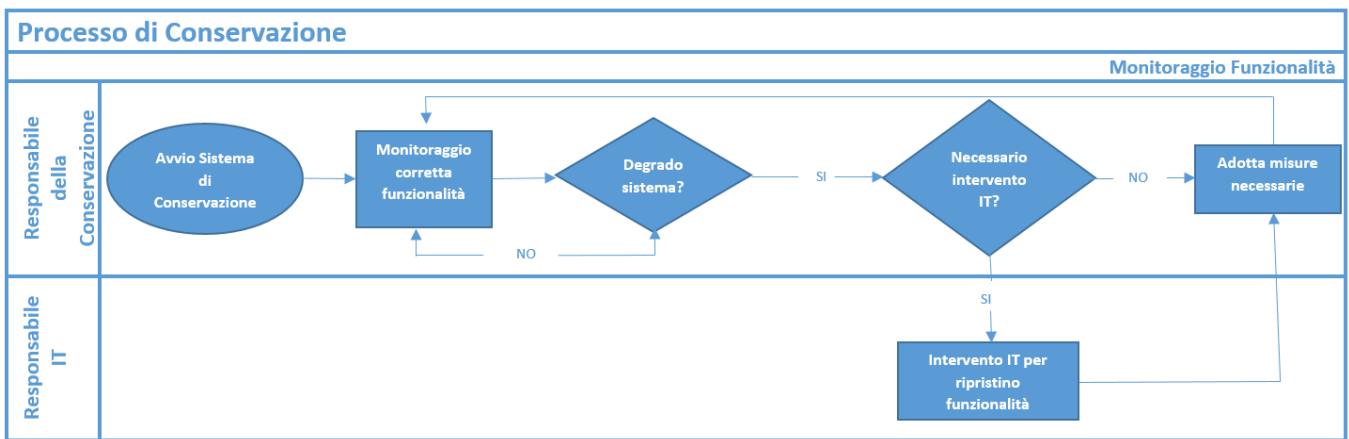 Processo di Conservazione
Monitoraggio Funzionalità
Responsabile
della
Conservazione
Avvio Sistema
di
Conservazione
Monitoraggio
corretta
funzionalità
Degrado
sistema?
SI
Necessario
intervento
IT?
NO
Adotta misure
necessarie
NO
Responsabile
IT
SI
Intervento IT per
ripristino
funzionalità